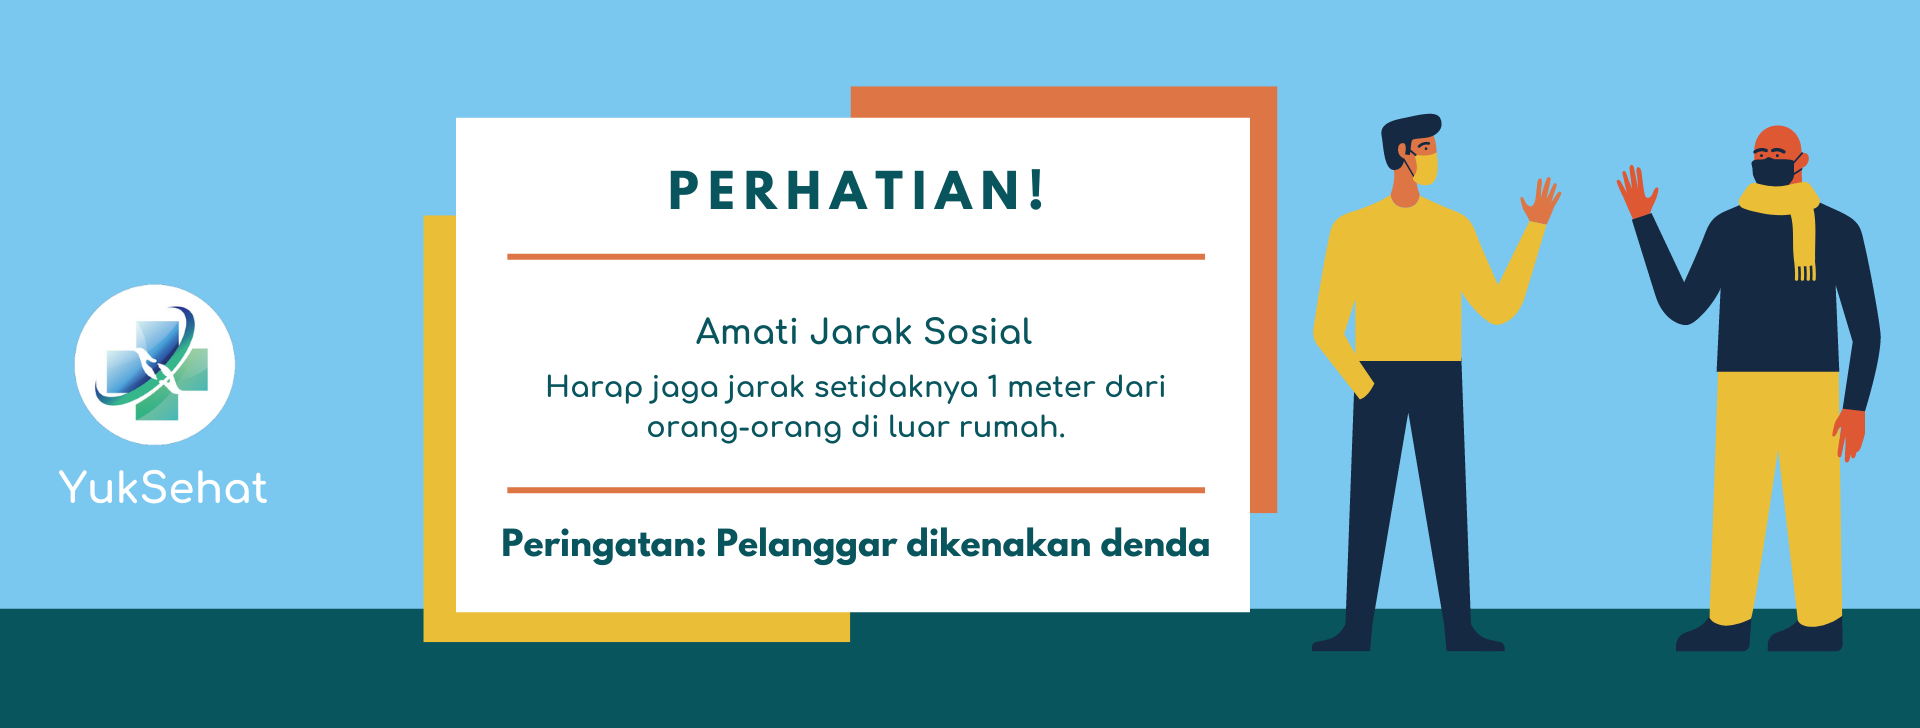 PERHATIAN!
Amati Jarak Sosial
Harap jaga jarak setidaknya 1 meter dari
orang-orang di luar rumah.
Peringatan: Pelanggar dikenakan denda
YukSehat